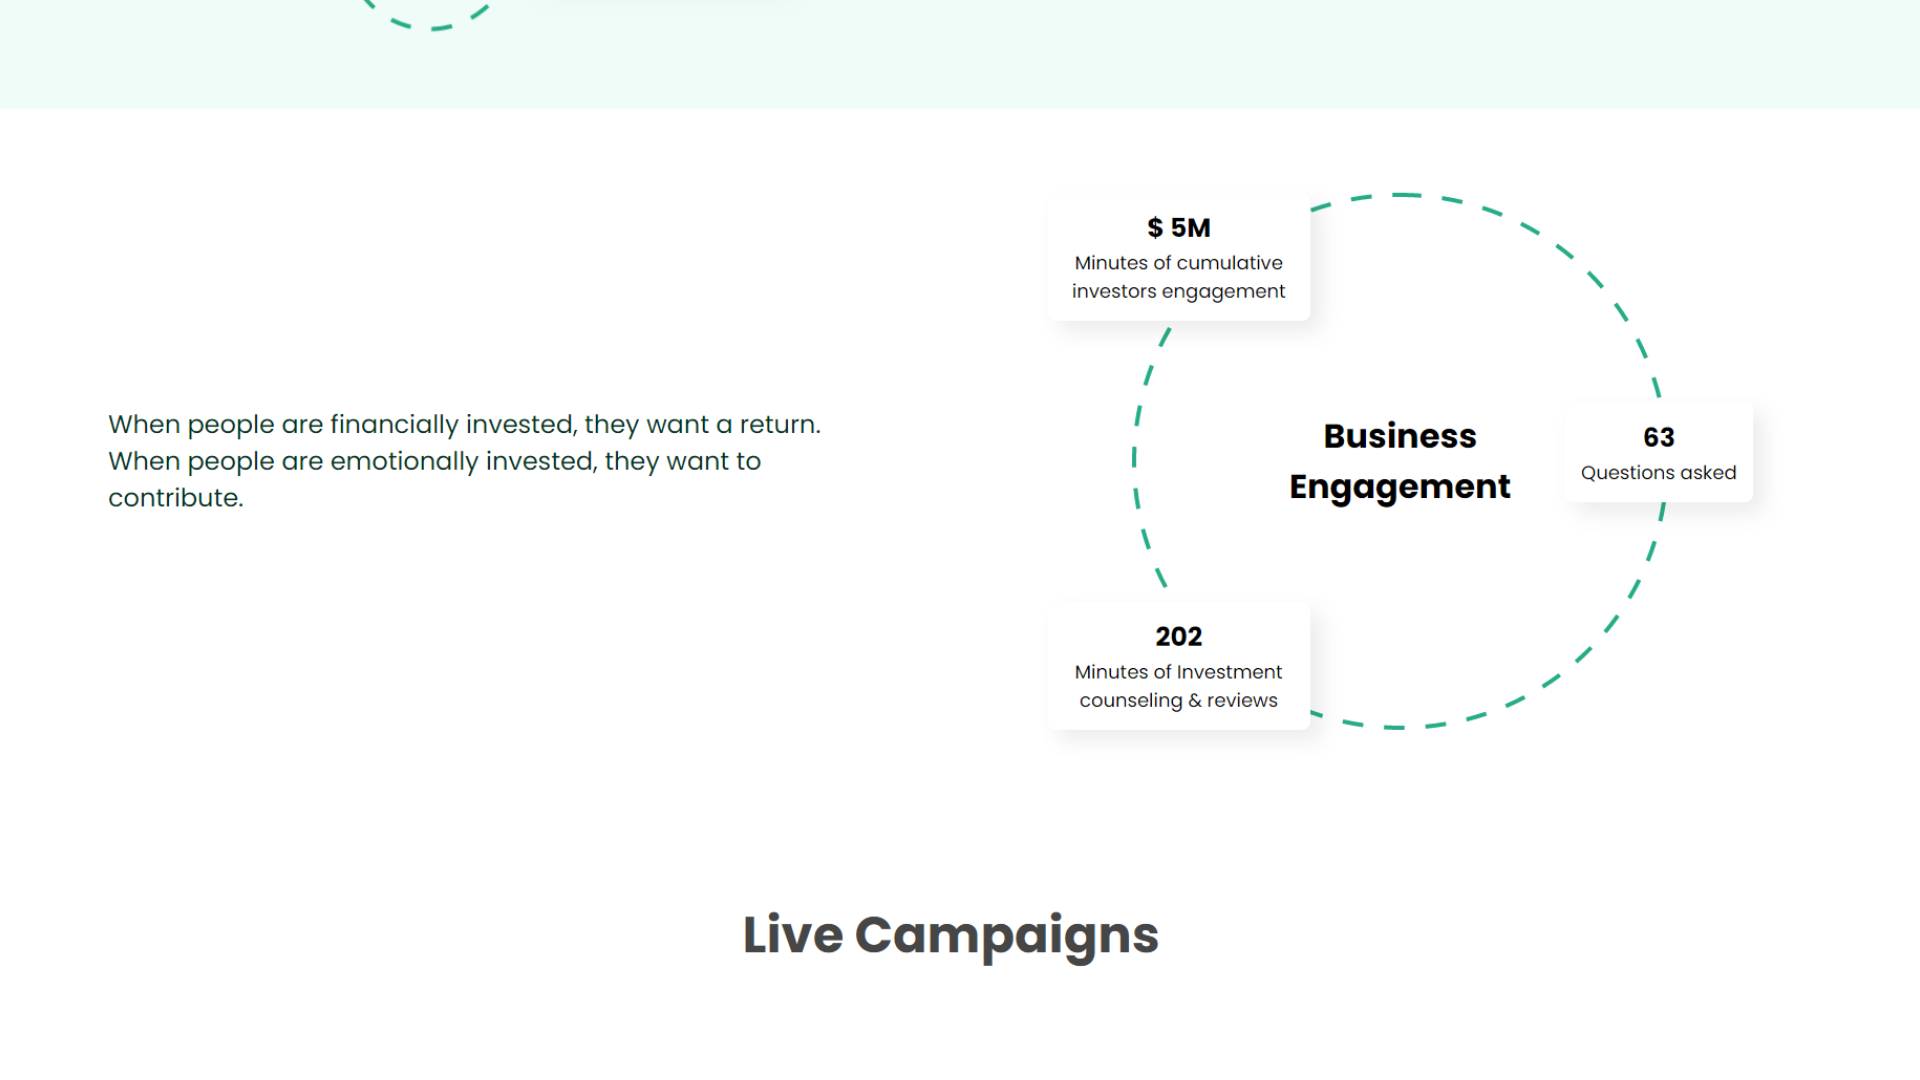 When people are financially invested, they want a return.
When people are emotionally invested, they want to
contribute.
$ 5M
Minutes of cumulative
investors engagement
Business
Engagement
63
Questions asked
202
Minutes of Investment
counseling & reviews
Live Campaigns